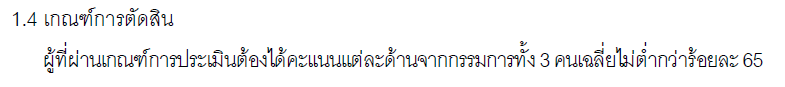 1.4 เกณฑ์การตัดสิน
ผู้ที่ผ่านเกณฑ์การประเมินต้องได้คะแนนแต่ละด้านจากกรรมการทั้ง 3 คนเฉลี่ยไม่ต่ำกว่าร้อยละ 65